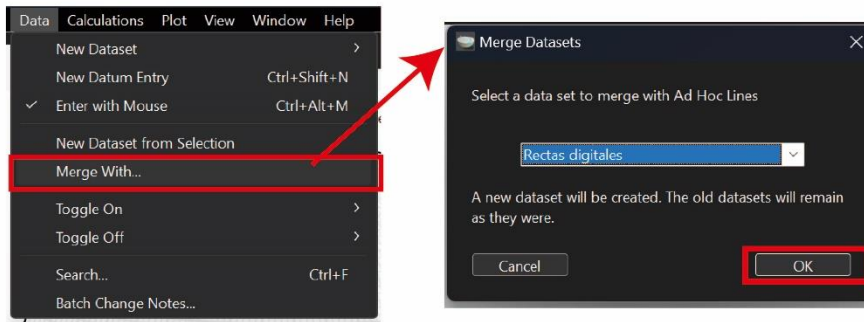 Data Calculations Plot View Window Help
New Dataset >
New Datum Entry Ctrl+Shift+N
✓ Enter with Mouse Ctrl+Alt+M
New Dataset from Selection
Merge With...
Toggle On >
Toggle Off >
Search... Ctrl+F
Batch Change Notes...
Merge Datasets
Select a data set to merge with Ad Hoc Lines
Rectas digitales
A new dataset will be created. The old datasets will remain
as they were.
Cancel OK